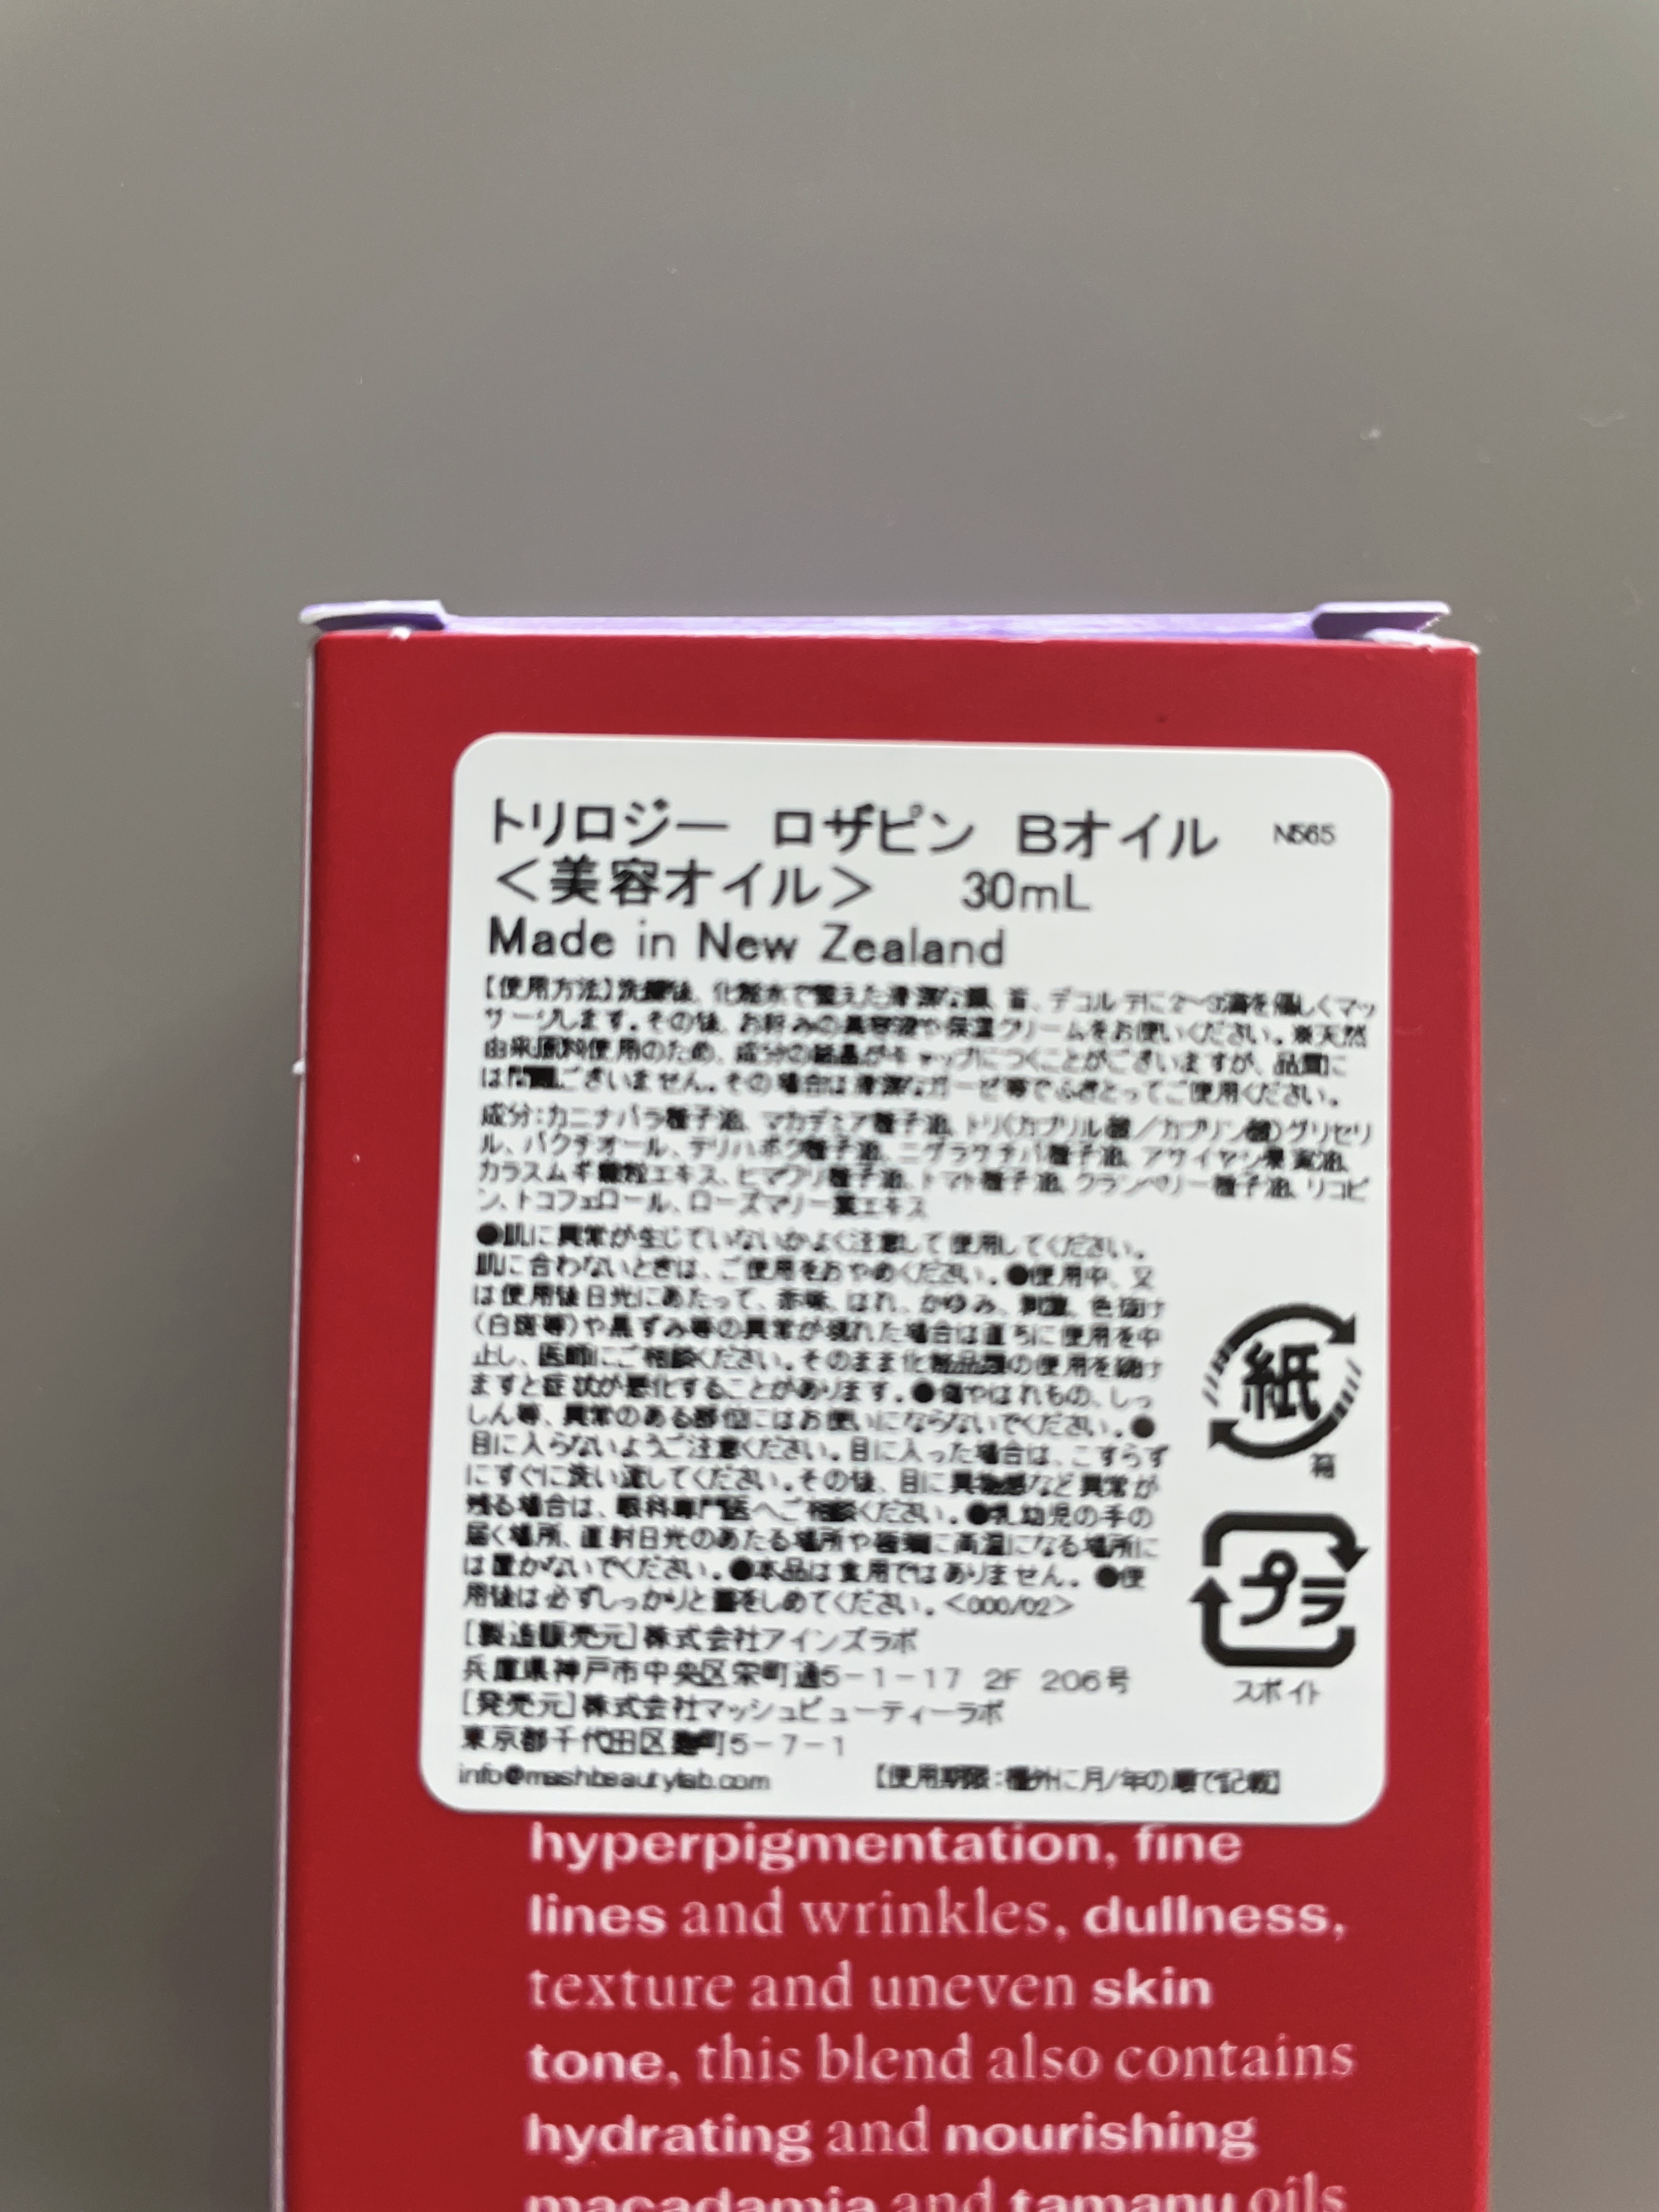 トリロジー ロザピン Bオイル N565
＜美容オイル＞ 30mL
Made in New Zealand
【使用方法】洗顔後、化粧水で整えた清潔な顔、首、デコルテに2〜3滴を優しくマッ
サージします。その後、お好みの美容液や保湿クリームをお使いください。※天然
由来原料使用のため、成分の結晶がキャップにつくことがございますが、品質に
は問題ございません。その場合は清潔なガーゼ等でふきとってご使用ください。
成分：カニナバラ種子油、マカデミア種子油、トリ(カプリル酸／カプリン酸)グリセリ
ル、バクチオール、テリハボク種子油、ニゲラサチバ種子油、アサイヤシ果実油、
カラスムギ穀粒エキス、ヒマワリ種子油、トマト種子油、クランベリー種子油、リコピ
ン、トコフェロール、ローズマリー葉エキス
●肌に異常が生じていないかよく注意して使用してください。
肌に合わないときは、ご使用をおやめください。●使用中、又
は使用後日光にあたって、赤味、はれ、かゆみ、刺激、色抜け
(白斑等)や黒ずみ等の異常が現れた場合は直ちに使用を中
止し、医師にご相談ください。そのまま化粧品類の使用を続け
ますと症状が悪化することがあります。●傷やはれもの、しっ
しん等、異常のある部位にはお使いにならないでください。●
目に入らないようご注意ください。目に入った場合は、こすらず
にすぐに洗い流してください。その後、目に異物感など異常が
残る場合は、眼科専門医へご相談ください。●乳幼児の手の
届く場所、直射日光のあたる場所や極端に高温になる場所に
は置かないでください。●本品は食用ではありません。●使
用後は必ずしっかりと蓋をしめてください。<000/02>
[製造販売元]株式会社アインズラボ
兵庫県神戸市中央区栄町通5－1－17 2F 206号
[発売元]株式会社マッシュビューティーラボ
東京都千代田区麹町5－7－1
info@mashbeautylab.com 【使用期限：欄外に月/年の順で記載】
紙
箱
プラ
スポイト
hyperpigmentation, fine
lines and wrinkles, dullness,
texture and uneven skin
tone, this blend also contains
hydrating and nourishing
macadamia and tamanu oils